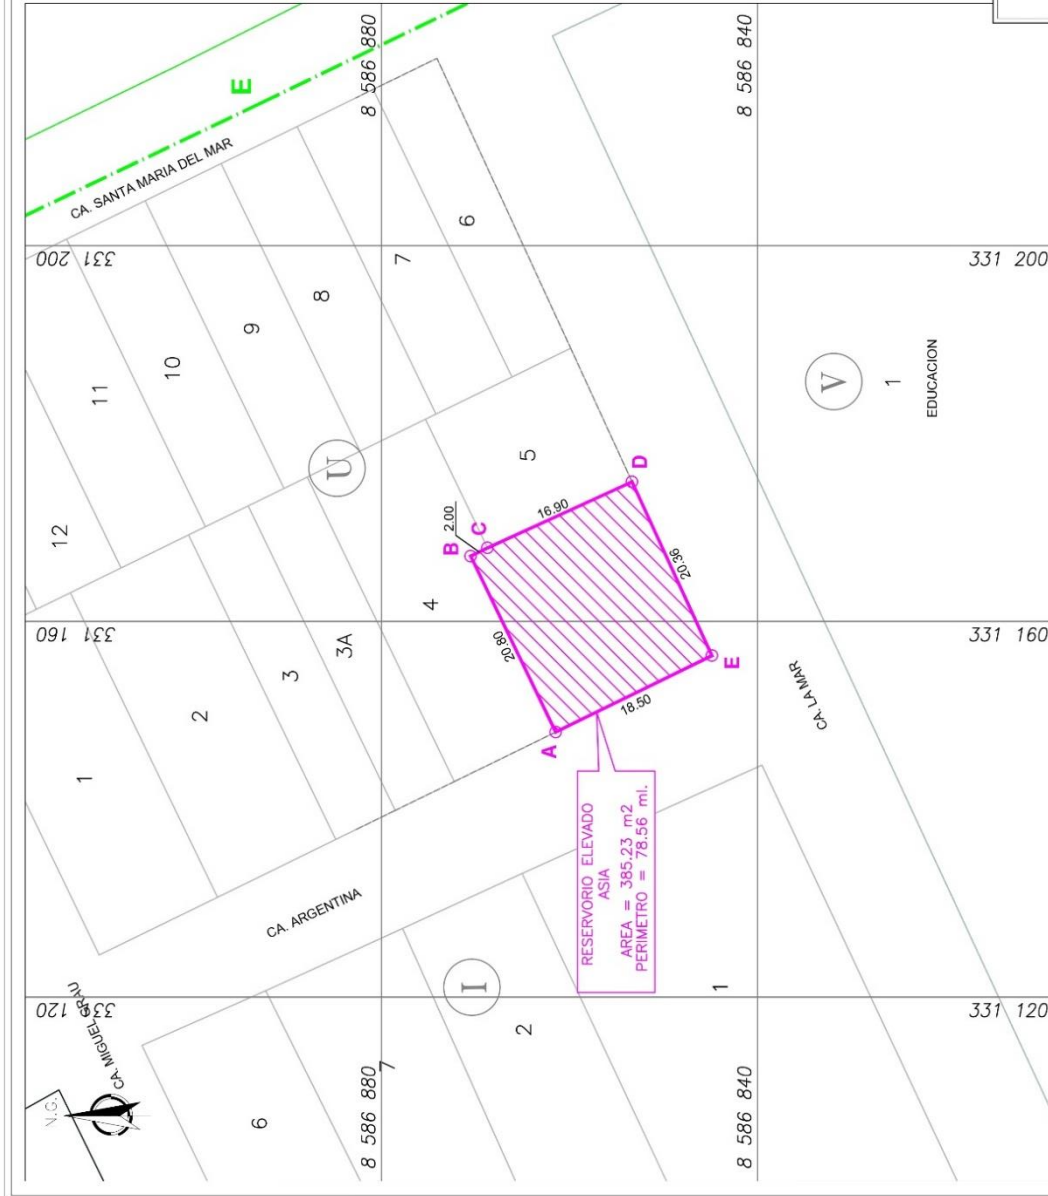 8 586 880
8 586 840
E
CA. SANTA MARIA DEL MAR
6
331 200
7
331 200
8
9
10
11
V
1
EDUCACION
U
5
D
12
2.00
C
B
16.90
4
20.36
331 160
3A
331 160
20.80
3
E
2
CA. LA MAR
18.50
A
1
RESERVORIO ELEVADO
ASIA
AREA = 385.23 m2
PERIMETRO = 78.56 ml.
CA. ARGENTINA
I
1
331 120
331 120
2
CA. MIGUEL GRAU
7
N.G.
6
8 586 880
8 586 840